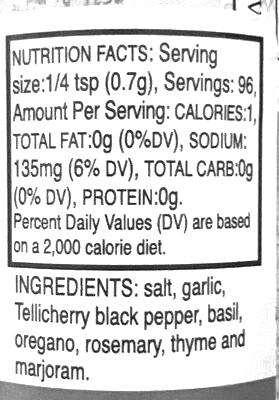 NUTRITION FACTS: Serving
size:1/4 tsp (0.7g), Servings: 96,
Amount Per Serving: CALORIES:1,
TOTAL FAT:0g (0%DV), SODIUM:
135mg (6% DV), TOTAL CARB:0g
(0% DV), PROTEIN:0g.
Percent Daily Values (DV) are based
on a 2,000 calorie diet.
INGREDIENTS: salt, garlic,
Tellicherry black pepper, basil,
oregano, rosemary, thyme and
marjoram.